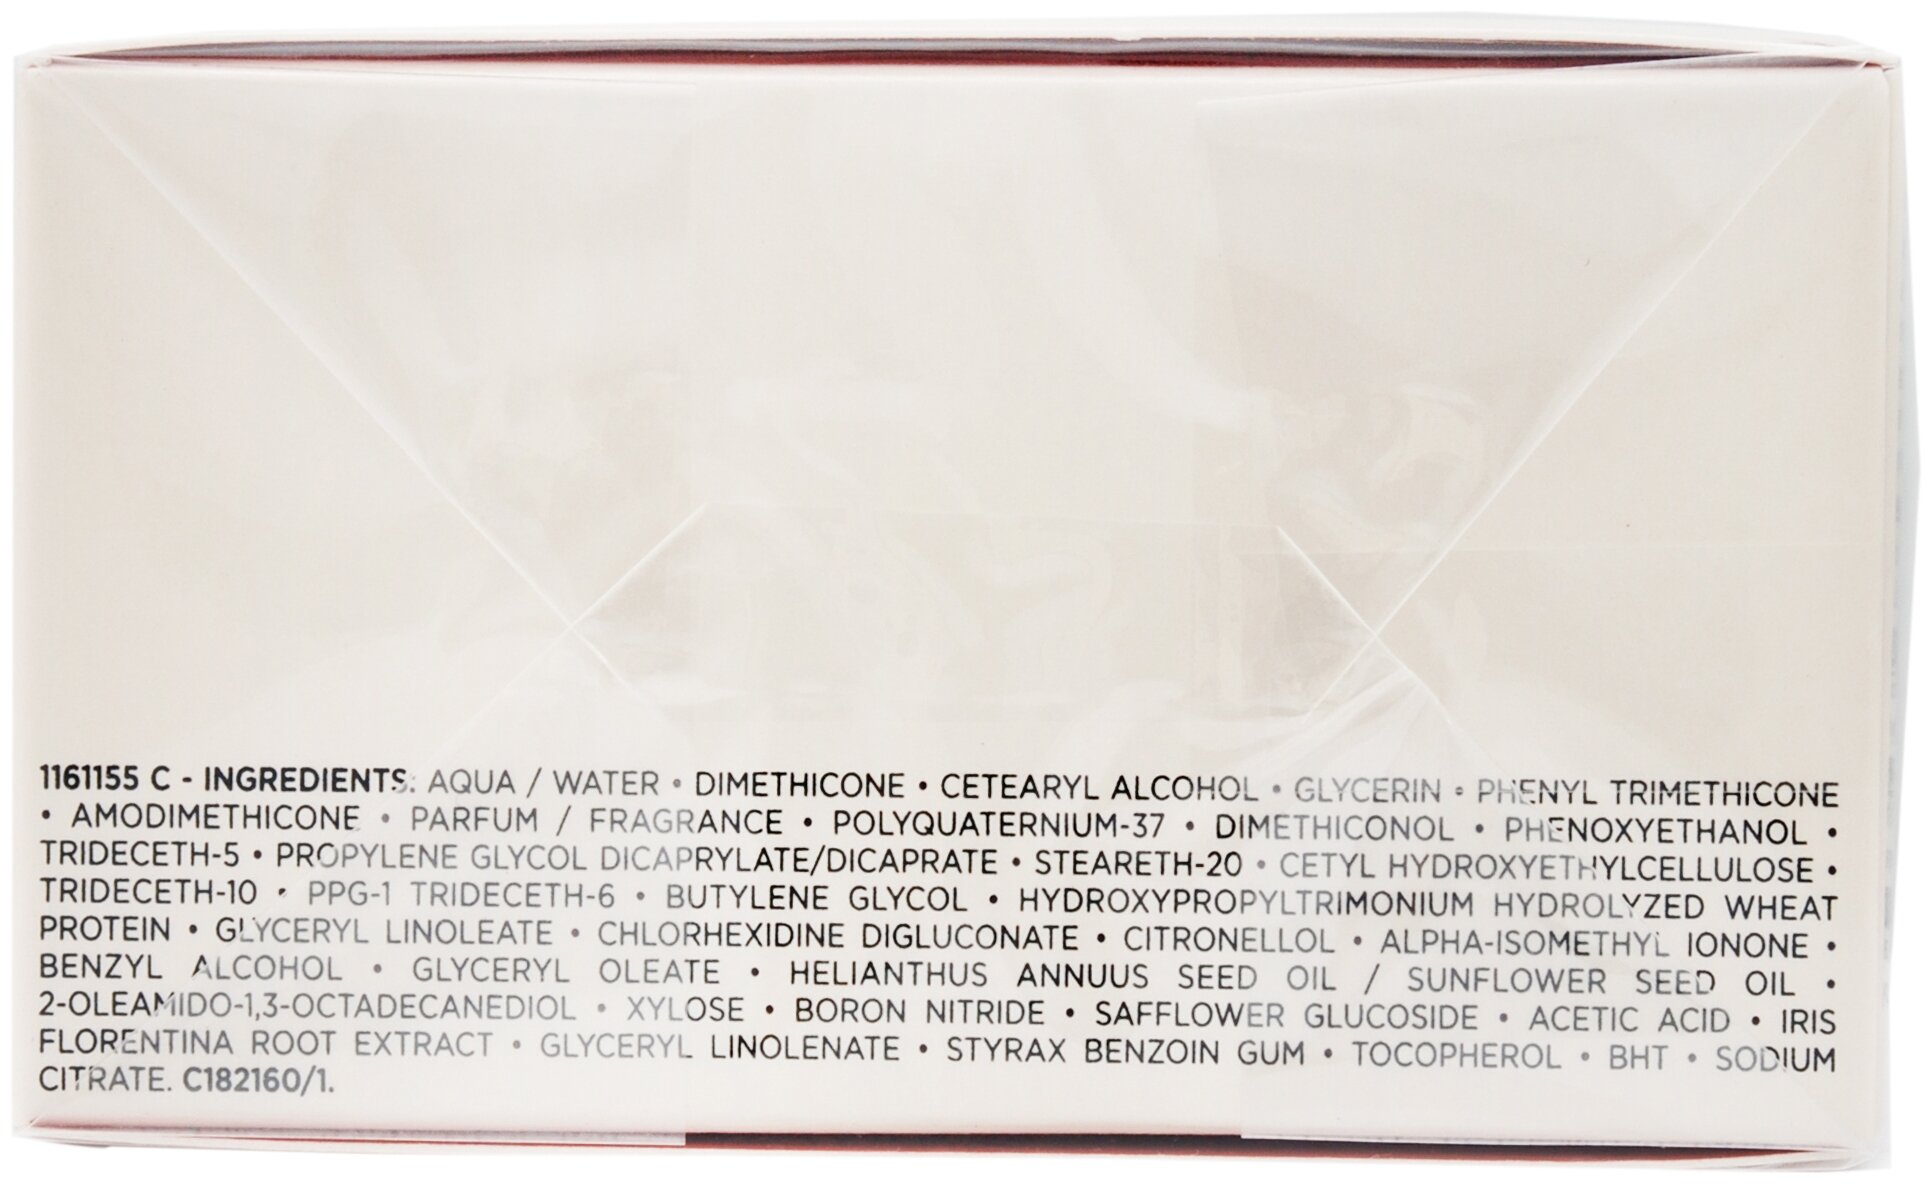 1161155 C - INGREDIENTS: AQUA / WATER • DIMETHICONE • CETEARYL ALCOHOL • GLYCERIN • PHENYL TRIMETHICONE
• AMODIMETHICONE • PARFUM / FRAGRANCE • POLYQUATERNIUM-37 • DIMETHICONOL • PHENOXYETHANOL •
TRIDECETH-5 • PROPYLENE GLYCOL DICAPRYLATE/DICAPRATE • STEARETH-20 • CETYL HYDROXYETHYLCELLULOSE •
TRIDECETH-10 • PPG-1 TRIDECETH-6 • BUTYLENE GLYCOL • HYDROXYPROPYLTRIMONIUM HYDROLYZED WHEAT
PROTEIN • GLYCERYL LINOLEATE • CHLORHEXIDINE DIGLUCONATE • CITRONELLOL • ALPHA-ISOMETHYL IONONE •
BENZYL ALCOHOL • GLYCERYL OLEATE • HELIANTHUS ANNUUS SEED OIL / SUNFLOWER SEED OIL •
2-OLEAMIDO-1,3-OCTADECANEDIOL • XYLOSE • BORON NITRIDE • SAFFLOWER GLUCOSIDE • ACETIC ACID • IRIS
FLORENTINA ROOT EXTRACT • GLYCERYL LINOLENATE • STYRAX BENZOIN GUM • TOCOPHEROL • BHT • SODIUM
CITRATE. C182160/1.